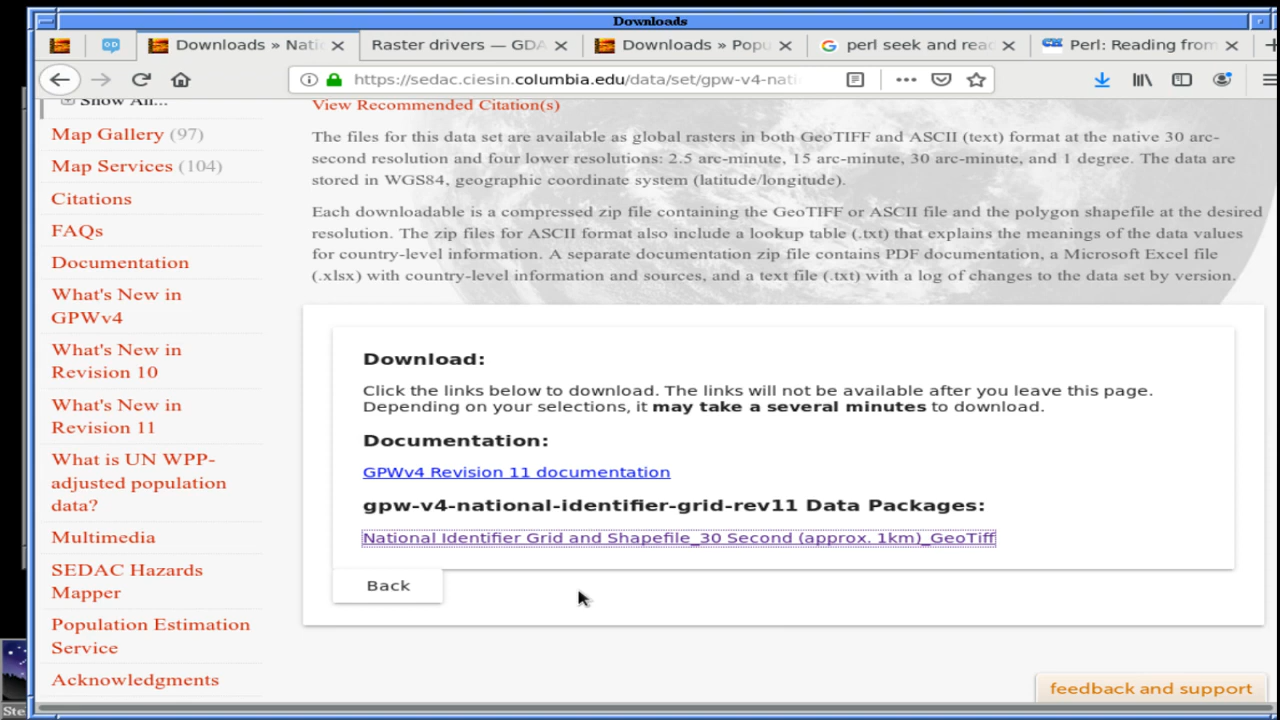 Downloads
Downloads » Natio
Raster drivers — GDA
Downloads » Popu
perl seek and reac
Perl: Reading from
https://sedac.ciesin.columbia.edu/data/set/gpw-v4-nati
Show All...
Map Gallery (97)
Map Services (104)
Citations
FAQs
Documentation
What's New in
GPWv4
What's New in
Revision 10
What's New in
Revision 11
What is UN WPP-
adjusted population
data?
Multimedia
SEDAC Hazards
Mapper
Population Estimation
Service
Acknowledgments
View Recommended Citation(s)
The files for this data set are available as global rasters in both GeoTIFF and ASCII (text) format at the native 30 arc-
second resolution and four lower resolutions: 2.5 arc-minute, 15 arc-minute, 30 arc-minute, and 1 degree. The data are
stored in WGS84, geographic coordinate system (latitude/longitude).
Each downloadable is a compressed zip file containing the GeoTIFF or ASCII file and the polygon shapefile at the desired
resolution. The zip files for ASCII format also include a lookup table (.txt) that explains the meanings of the data values
for country-level information. A separate documentation zip file contains PDF documentation, a Microsoft Excel file
(.xlsx) with country-level information and sources, and a text file (.txt) with a log of changes to the data set by version.
Download:
Click the links below to download. The links will not be available after you leave this page.
Depending on your selections, it may take a several minutes to download.
Documentation:
GPWv4 Revision 11 documentation
gpw-v4-national-identifier-grid-rev11 Data Packages:
National Identifier Grid and Shapefile_30 Second (approx. 1km)_GeoTiff
Back
feedback and support
Ste